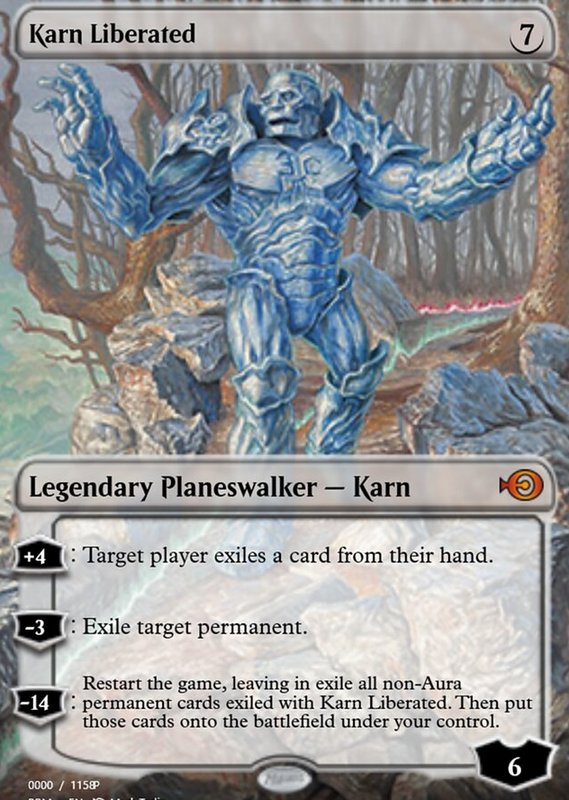 Karn Liberated 7
Legendary Planeswalker — Karn
+4 : Target player exiles a card from their hand.
-3 : Exile target permanent.
Restart the game, leaving in exile all non-Aura
-14 : permanent cards exiled with Karn Liberated. Then put
those cards onto the battlefield under your control.
6
0000 / 1158P